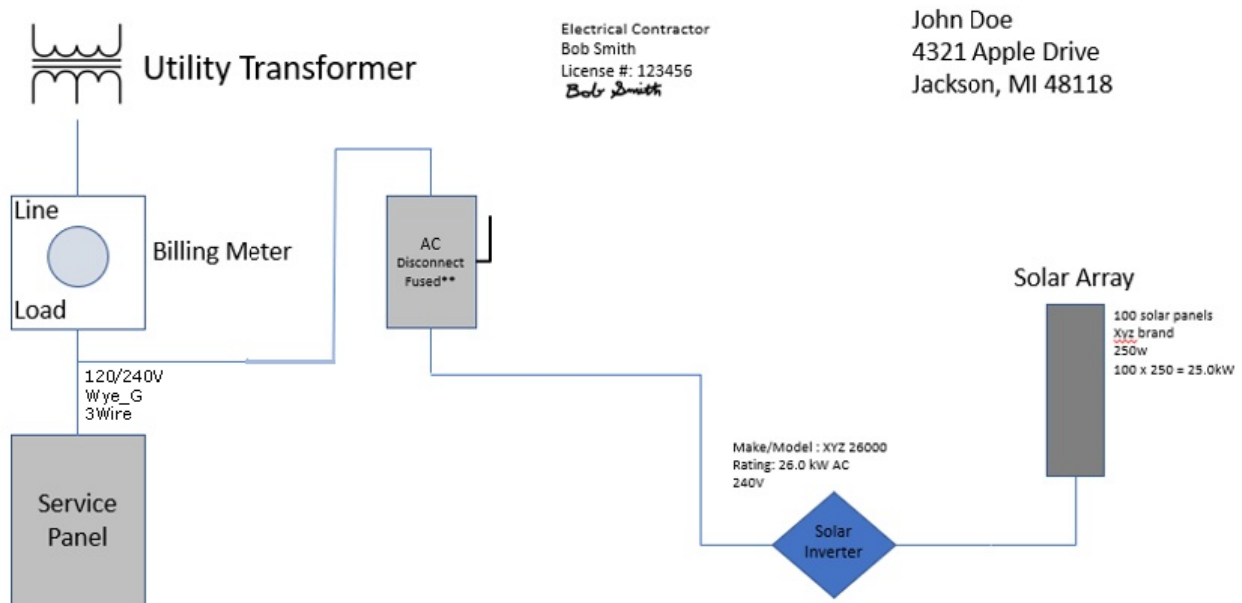 Utility Transformer
Electrical Contractor
Bob Smith
License #: 123456
Bob Smith
John Doe
4321 Apple Drive
Jackson, MI 48118
Line
Load
Billing Meter
AC
Disconnect
Fused**
120/240V
Wye_G
3Wire
Service
Panel
Make/Model : XYZ 26000
Rating: 26.0 kW AC
240V
Solar
Inverter
Solar Array
100 solar panels
Xyz brand
250w
100 x 250 = 25.0kW